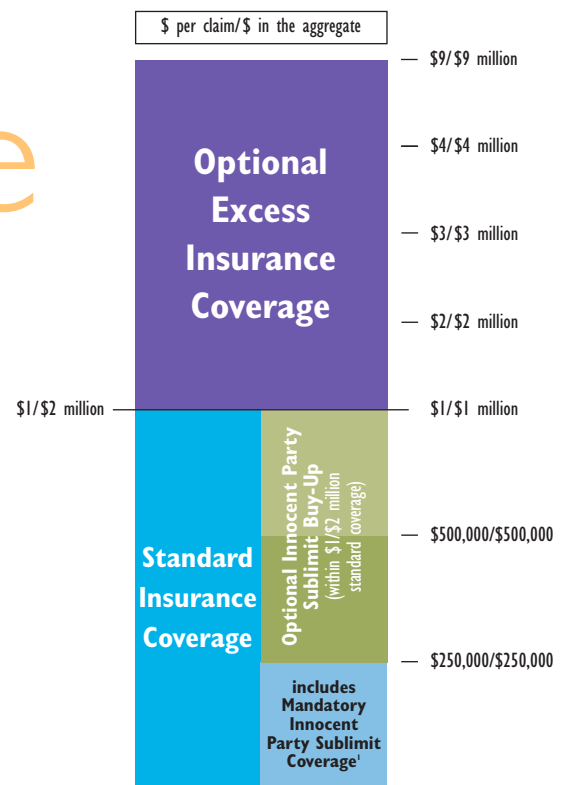 $ per claim/$ in the aggregate
$9/$9 million
e
Optional
Excess
Insurance
Coverage
$4/$4 million
$3/$3 million
$2/$2 million
$1/$2 million
$1/$1 million
Standard
Insurance
Coverage
Optional Innocent Party
Sublimit Buy-Up
(within $1/$2 million
standard coverage)
$500,000/$500,000
$250,000/$250,000
includes
Mandatory
Innocent
Party Sublimit
Coverage¹